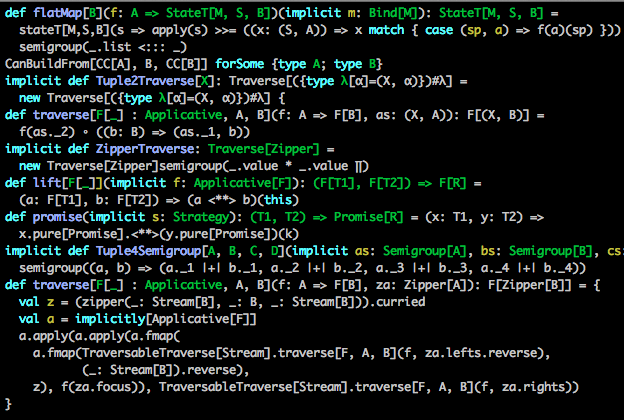 def flatMap[B](f: A => StateT[M, S, B])(implicit m: Bind[M]): StateT[M, S, B] =
  stateT[M,S,B](s => apply(s) >>= ((x: (S, A)) => x match { case (sp, a) => f(a)(sp) }))
  semigroup(_.list <::: _)
CanBuildFrom[CC[A], B, CC[B]] forSome {type A; type B}
implicit def Tuple2Traverse[X]: Traverse[({type λ[α]=(X, α)})#λ] =
  new Traverse[({type λ[α]=(X, α)})#λ] {
def traverse[F[_] : Applicative, A, B](f: A => F[B], as: (X, A)): F[(X, B)] =
  f(as._2) ∘ ((b: B) => (as._1, b))
implicit def ZipperTraverse: Traverse[Zipper] =
  new Traverse[Zipper]semigroup(_.value * _.value ∏)
def lift[F[_]](implicit f: Applicative[F]): (F[T1], F[T2]) => F[R] =
  (a: F[T1], b: F[T2]) => (a <**> b)(this)
def promise(implicit s: Strategy): (T1, T2) => Promise[R] = (x: T1, y: T2) =>
  x.pure[Promise].<**>(y.pure[Promise])(k)
implicit def Tuple4Semigroup[A, B, C, D](implicit as: Semigroup[A], bs: Semigroup[B], cs:
  semigroup((a, b) => (a._1 |+| b._1, a._2 |+| b._2, a._3 |+| b._3, a._4 |+| b._4))
def traverse[F[_] : Applicative, A, B](f: A => F[B], za: Zipper[A]): F[Zipper[B]] = {
  val z = (zipper(_: Stream[B], _: B, _: Stream[B])).curried
  val a = implicitly[Applicative[F]]
  a.apply(a.apply(a.fmap(
    a.fmap(TraversableTraverse[Stream].traverse[F, A, B](f, za.lefts.reverse),
           (_: Stream[B]).reverse),
    z), f(za.focus)), TraversableTraverse[Stream].traverse[F, A, B](f, za.rights))
}